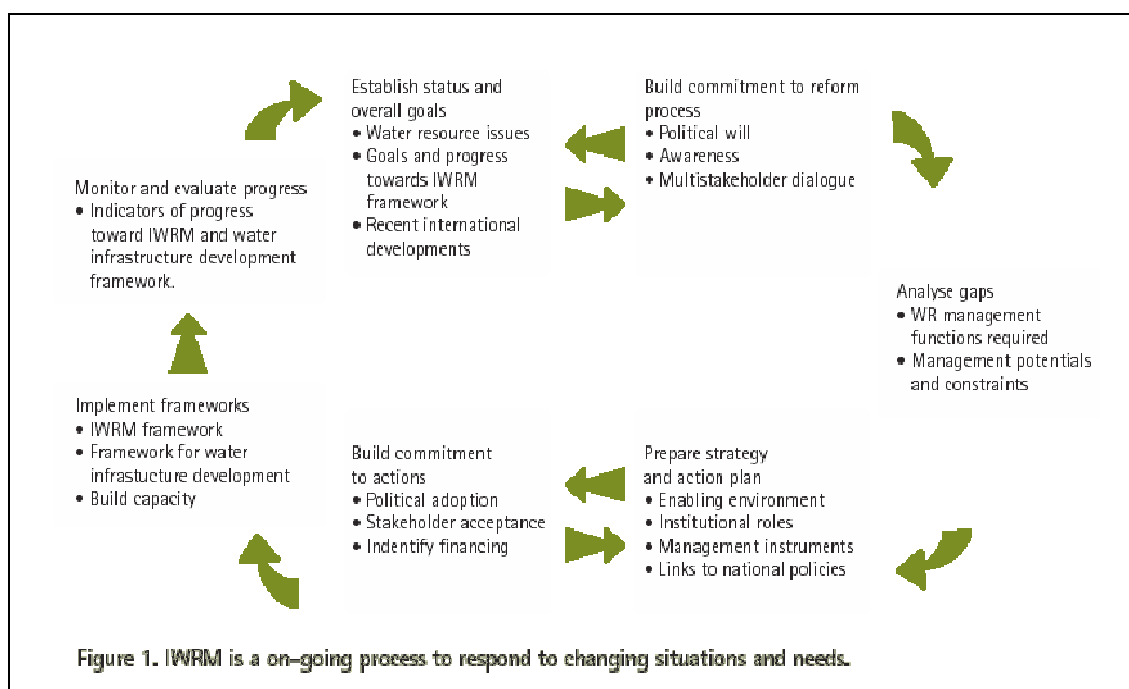 Establish status and
overall goals
• Water resource issues
• Goals and progress
towards IWRM
framework
• Recent international
developments
Build commitment to reform
process
• Political will
• Awareness
• Multistakeholder dialogue
Analyse gaps
• WR management
functions required
• Management potentials
and constraints
Prepare strategy
and action plan
• Enabling environment
• Institutional roles
• Management instruments
• Links to national policies
Build commitment
to actions
• Political adoption
• Stakeholder acceptance
• Indentify financing
Implement frameworks
• IWRM framework
• Framework for water
infrastucture development
• Build capacity
Monitor and evaluate progress
• Indicators of progress
toward IWRM and water
infrastructure development
framework.
Figure 1. IWRM is a on-going process to respond to changing situations and needs.